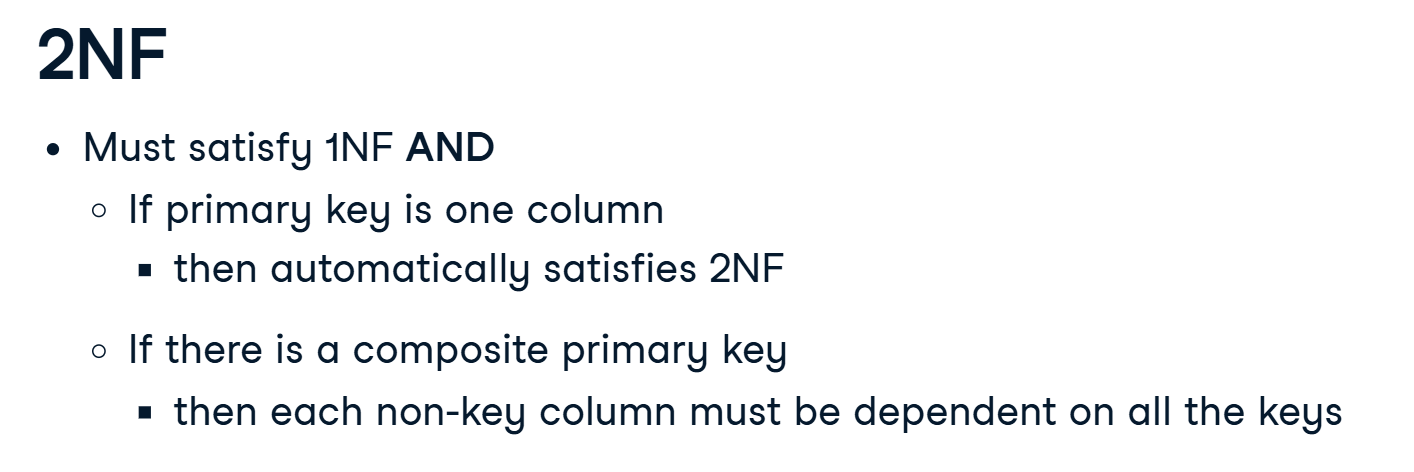 2NF
Must satisfy 1NF AND
If primary key is one column
then automatically satisfies 2NF
If there is a composite primary key
then each non-key column must be dependent on all the keys